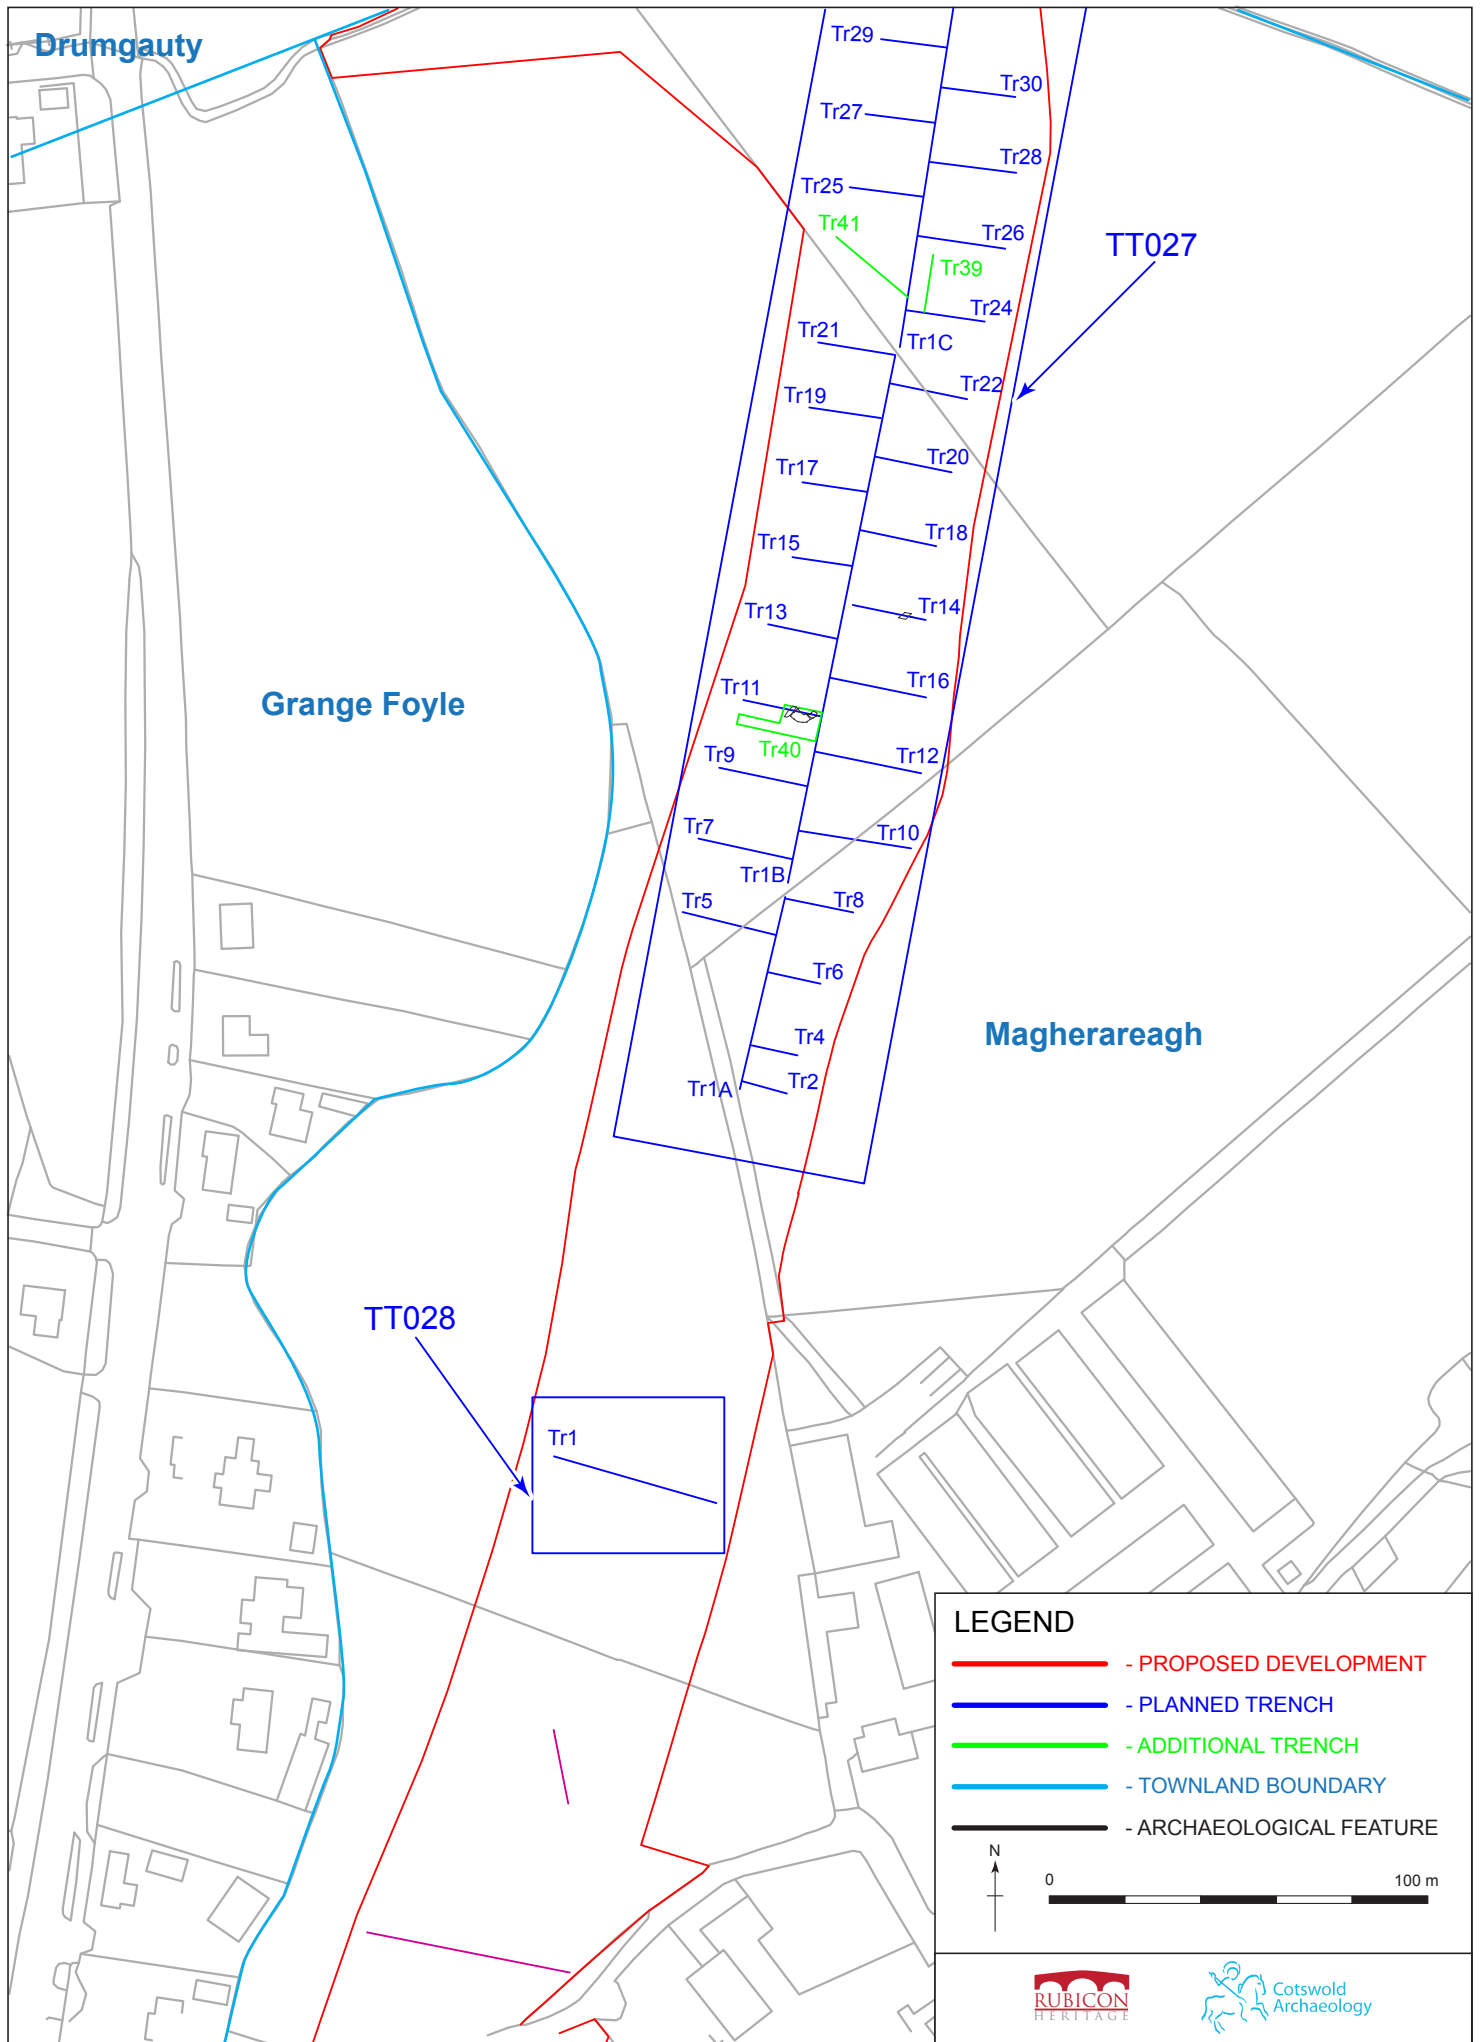 Drumgauty
Tr29
Tr30
Tr27
Tr28
Tr25
Tr41
Tr26
TT027
Tr39
Tr24
Tr21
Tr1C
Tr22
Tr19
Tr20
Tr17
Tr18
Tr15
Tr14
Tr13
Tr16
Tr11
Grange Foyle
Tr40
Tr9
Tr12
Tr7
Tr10
Tr1B
Tr5
Tr8
Tr6
Magherareagh
Tr4
Tr2
Tr1A
TT028
Tr1
LEGEND
- PROPOSED DEVELOPMENT
- PLANNED TRENCH
- ADDITIONAL TRENCH
- TOWNLAND BOUNDARY
- ARCHAEOLOGICAL FEATURE
N
0 100 m
RUBICON
HERITAGE
Cotswold
Archaeology